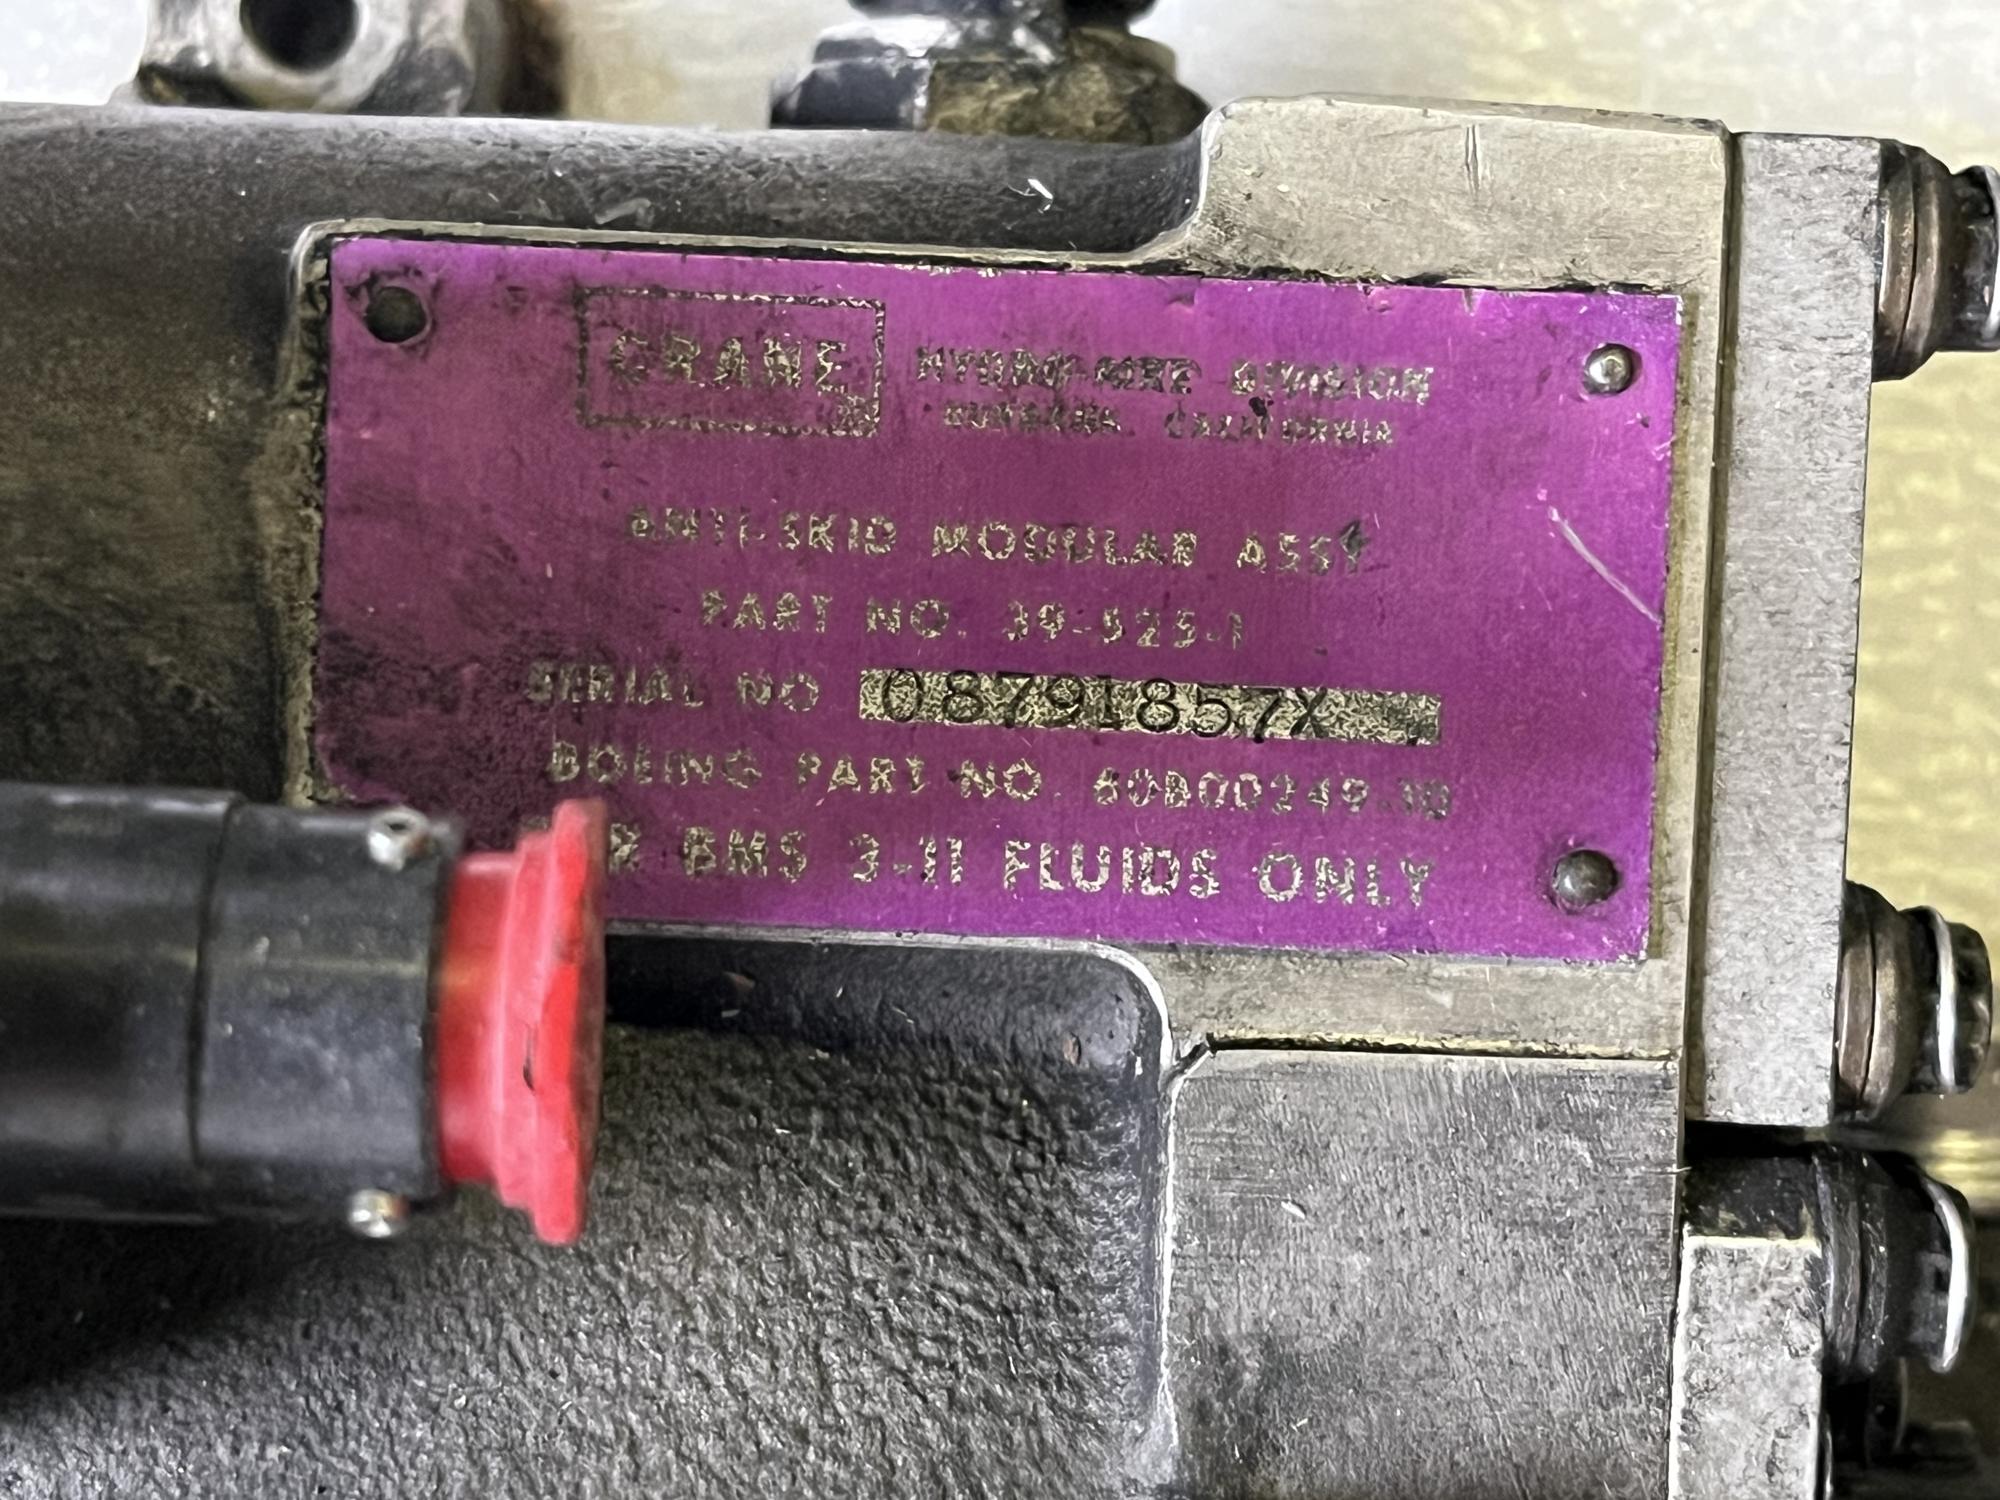 CRANE HYDRO-AIRE DIVISION
BURBANK, CALIFORNIA
ANTI-SKID MODULAR ASSY
PART NO. 39-525-1
SERIAL NO 08791857X
BOEING PART NO. 60B00249-10
BMS 3-11 FLUIDS ONLY